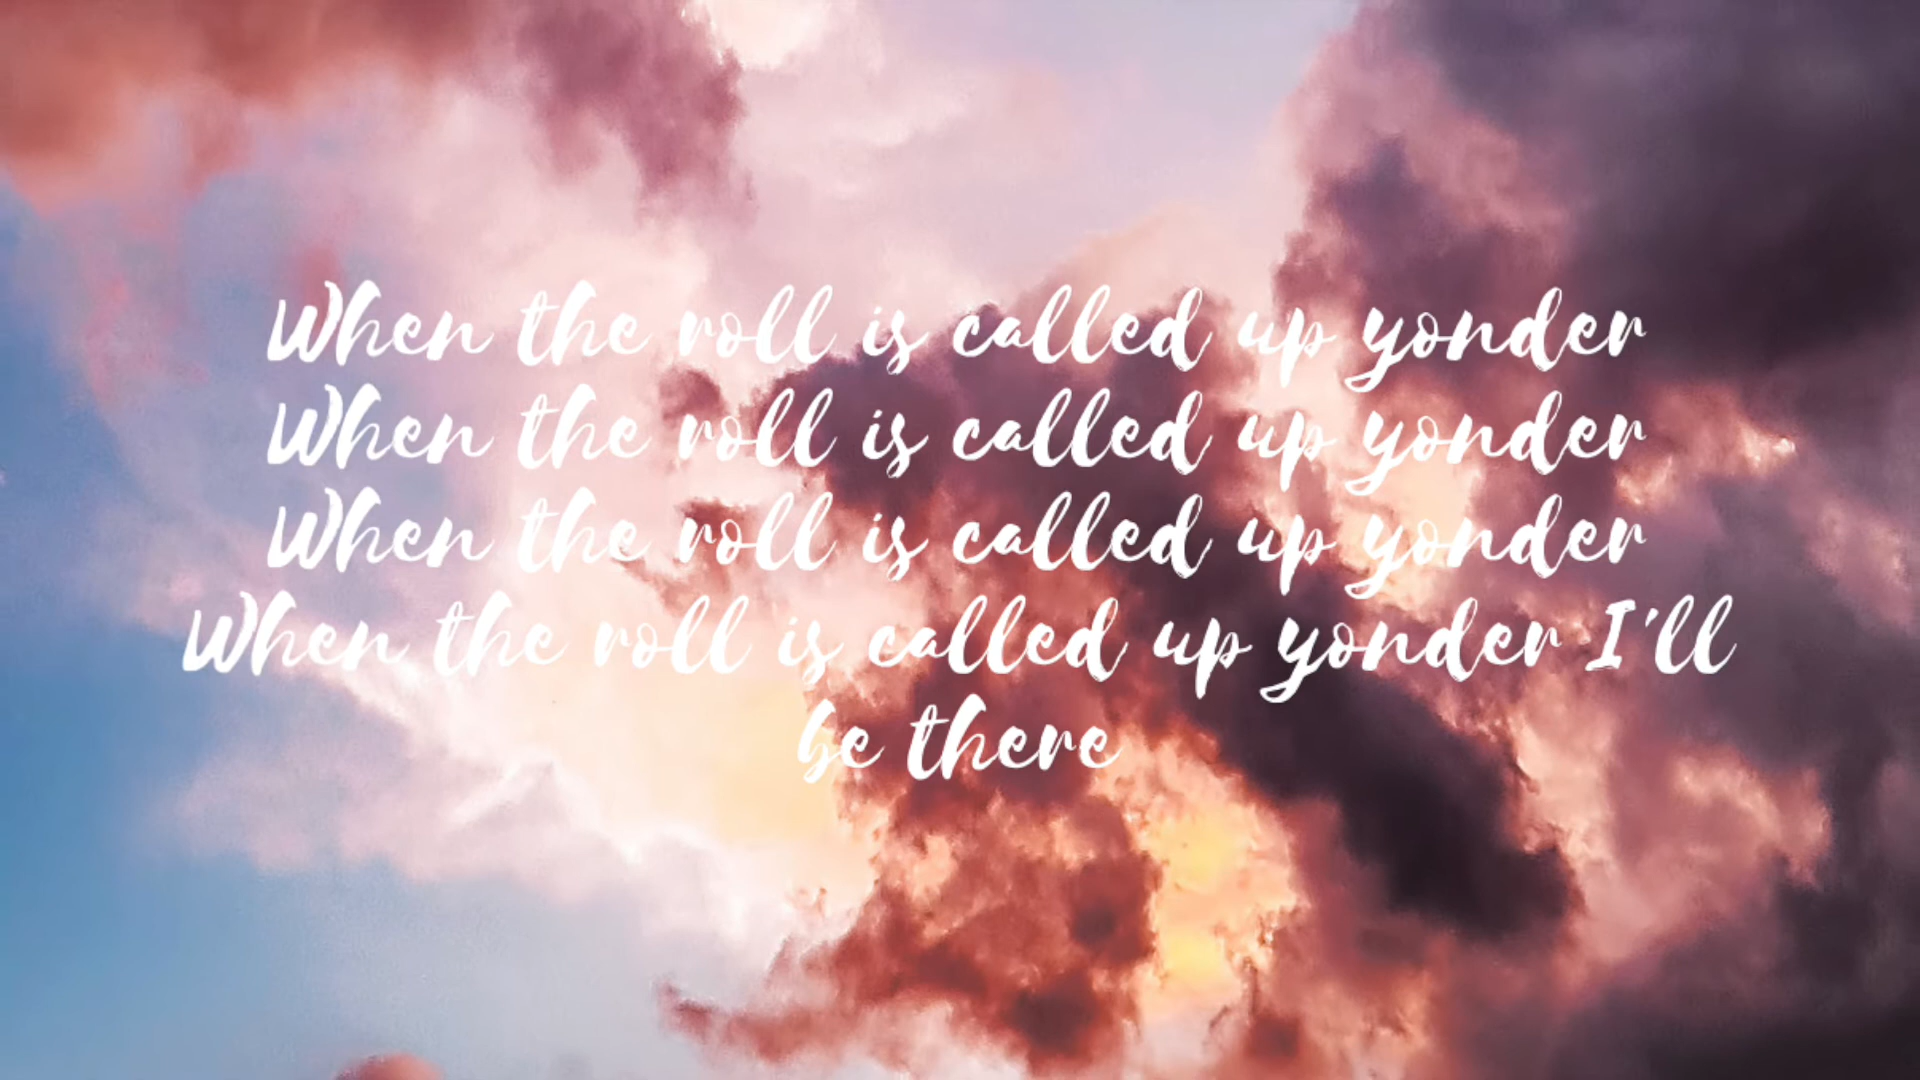 When the roll is called up yonder
When the roll is called up yonder
When the roll is called up yonder
When the roll is called up yonder I'll
be there